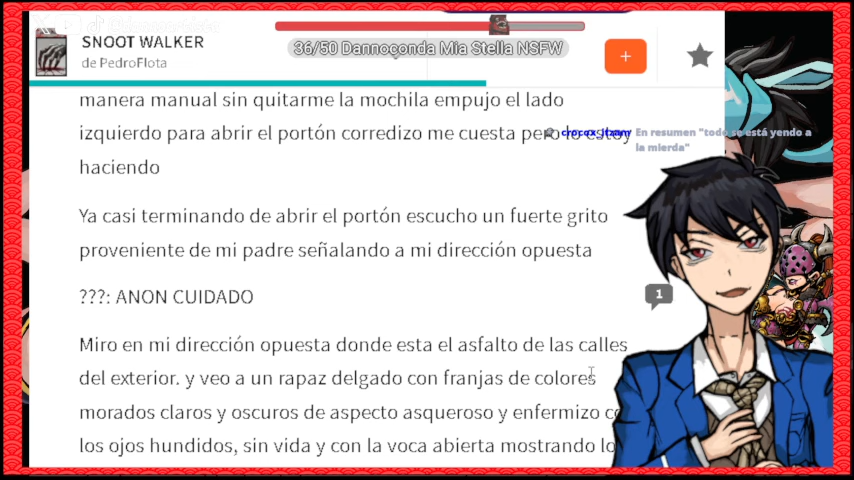 SNOOT WALKER
de PedroFlota
36/50 Dannoconda Mia Stella NSFW
+
manera manual sin quitarme la mochila empujo el lado
izquierdo para abrir el portón corredizo me cuesta pero lo estoy
haciendo
En resumen "todo se está yendo a
la mierda"
Ya casi terminando de abrir el portón escucho un fuerte grito
proveniente de mi padre señalando a mi dirección opuesta
???: ANON CUIDADO
1
Miro en mi dirección opuesta donde esta el asfalto de las calles
del exterior. y veo a un rapaz delgado con franjas de colores
morados claros y oscuros de aspecto asqueroso y enfermizo
los ojos hundidos, sin vida y con la voca abierta mostrando